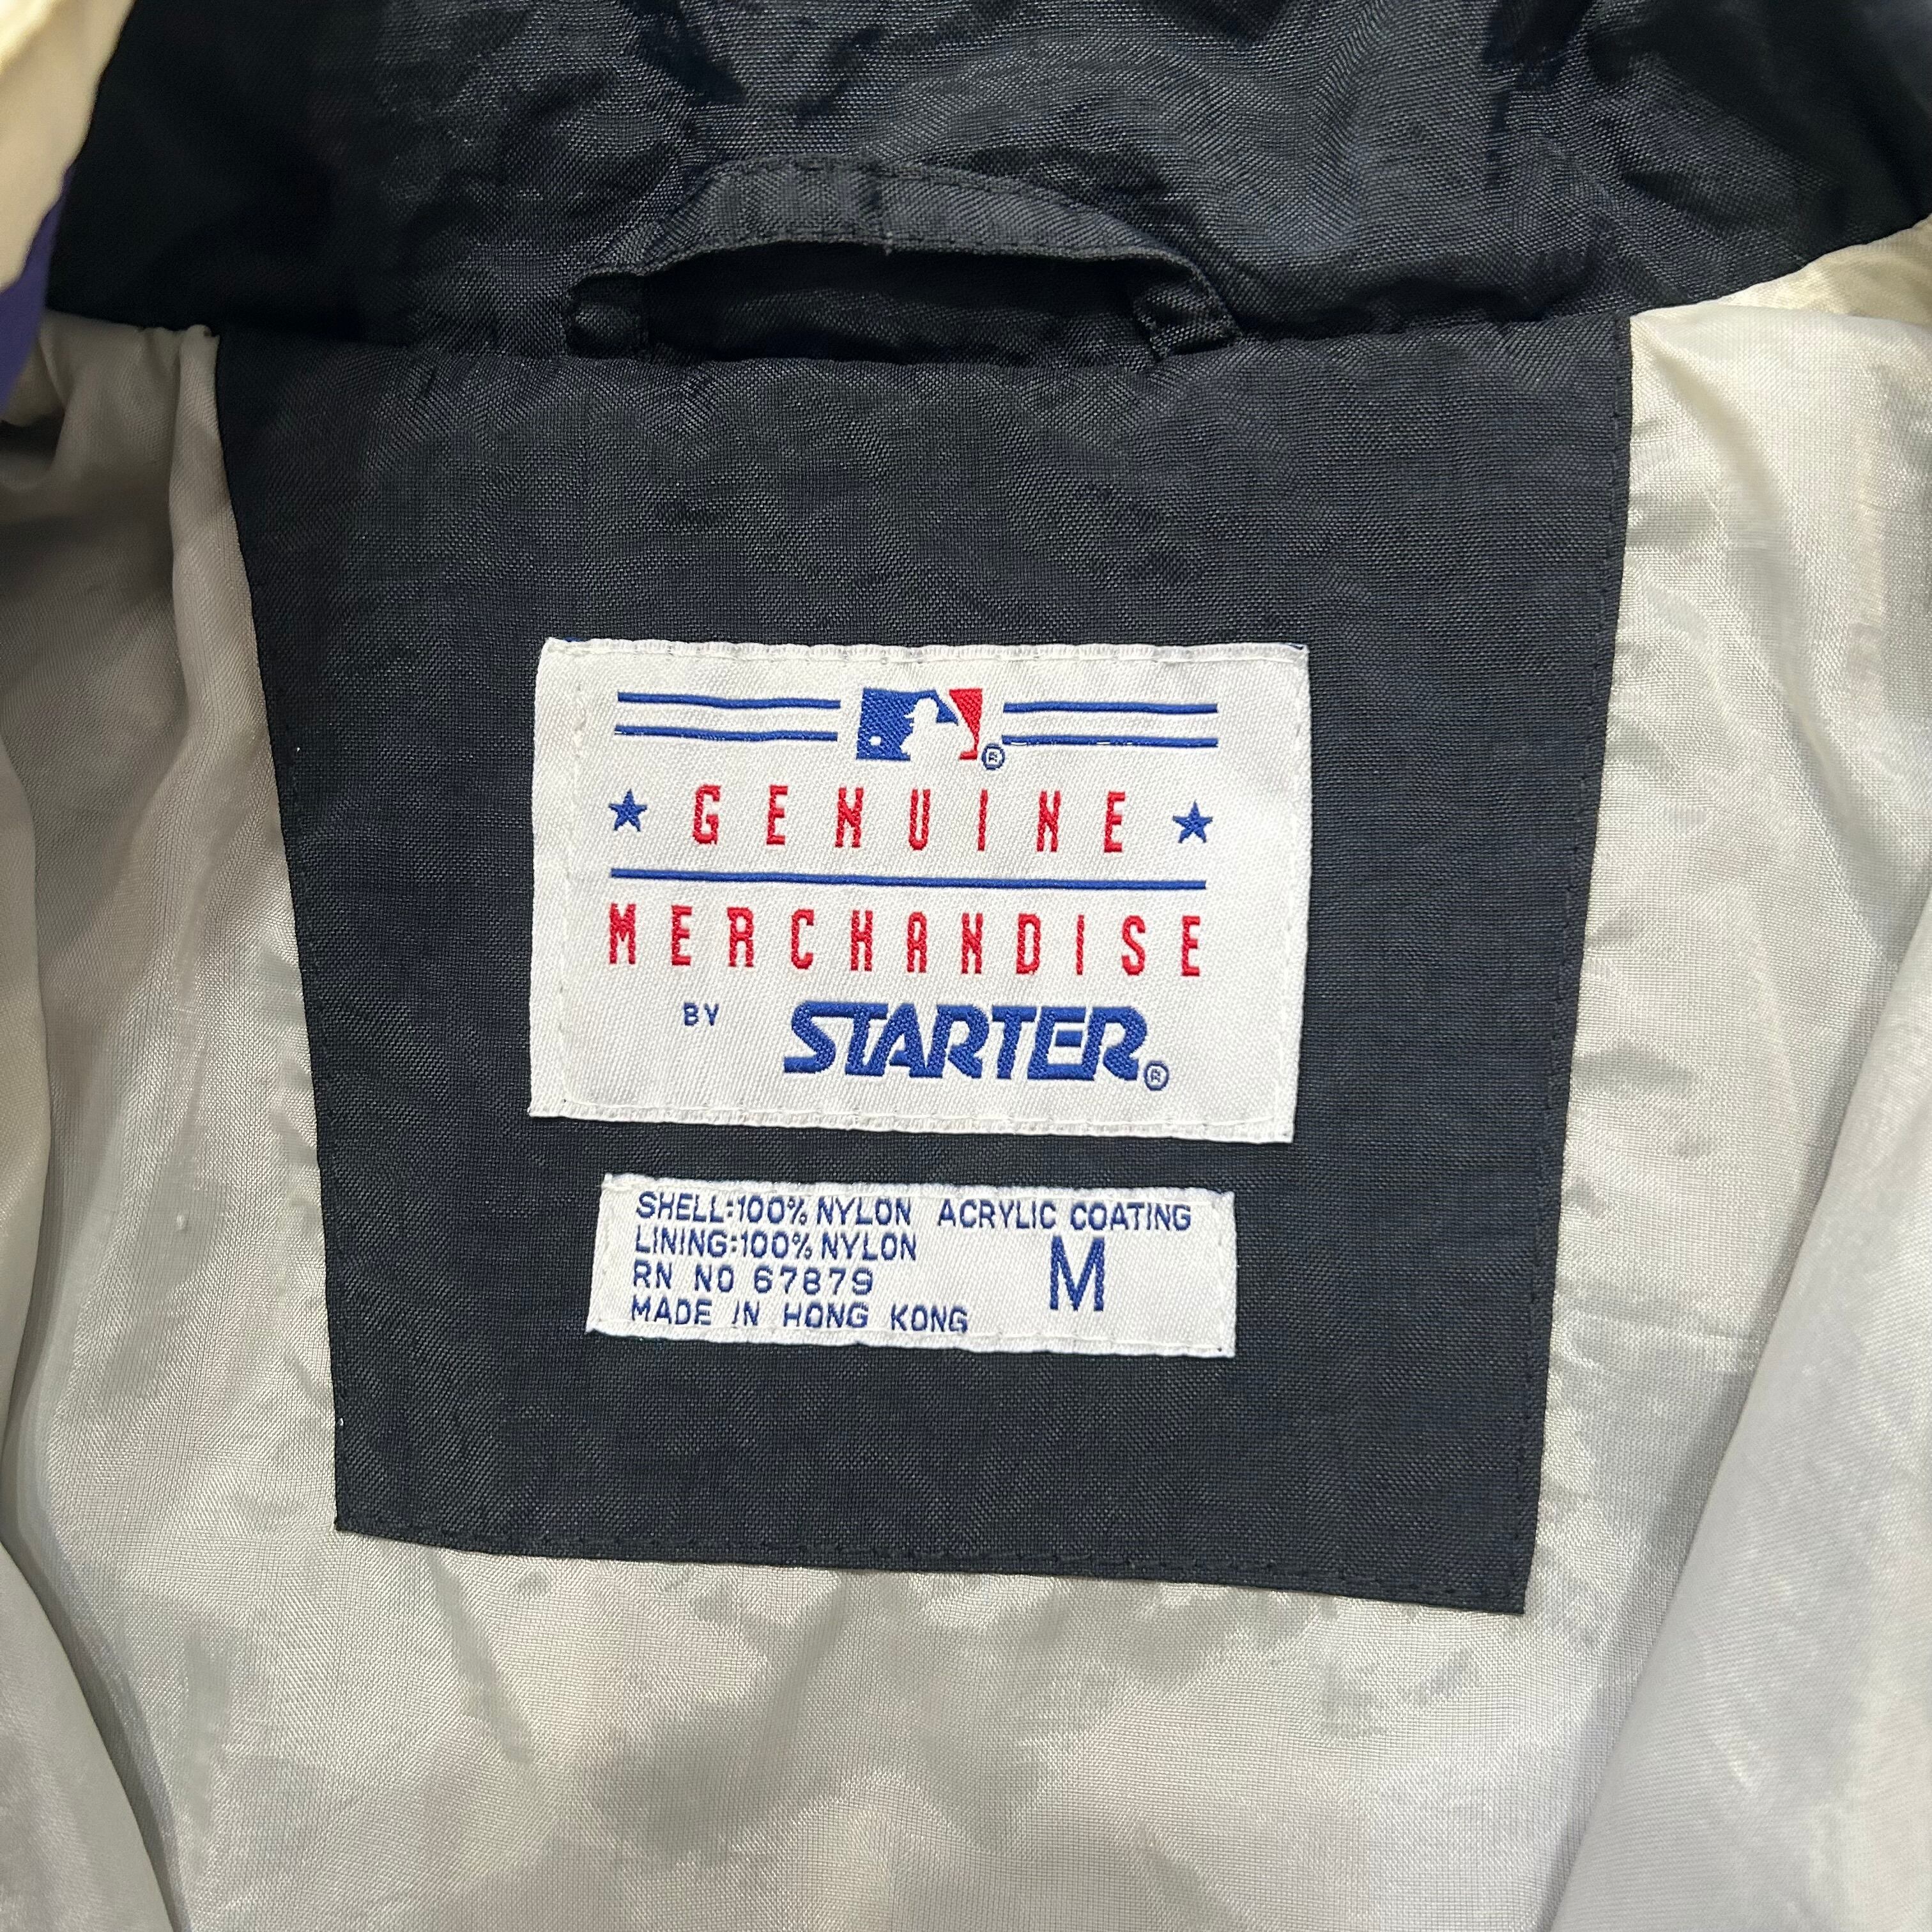 GENUINE
MERCHANDISE
BY STARTER®
SHELL:100% NYLON ACRYLIC COATING
LINING:100% NYLON
RN NO 67879 M
MADE IN HONG KONG